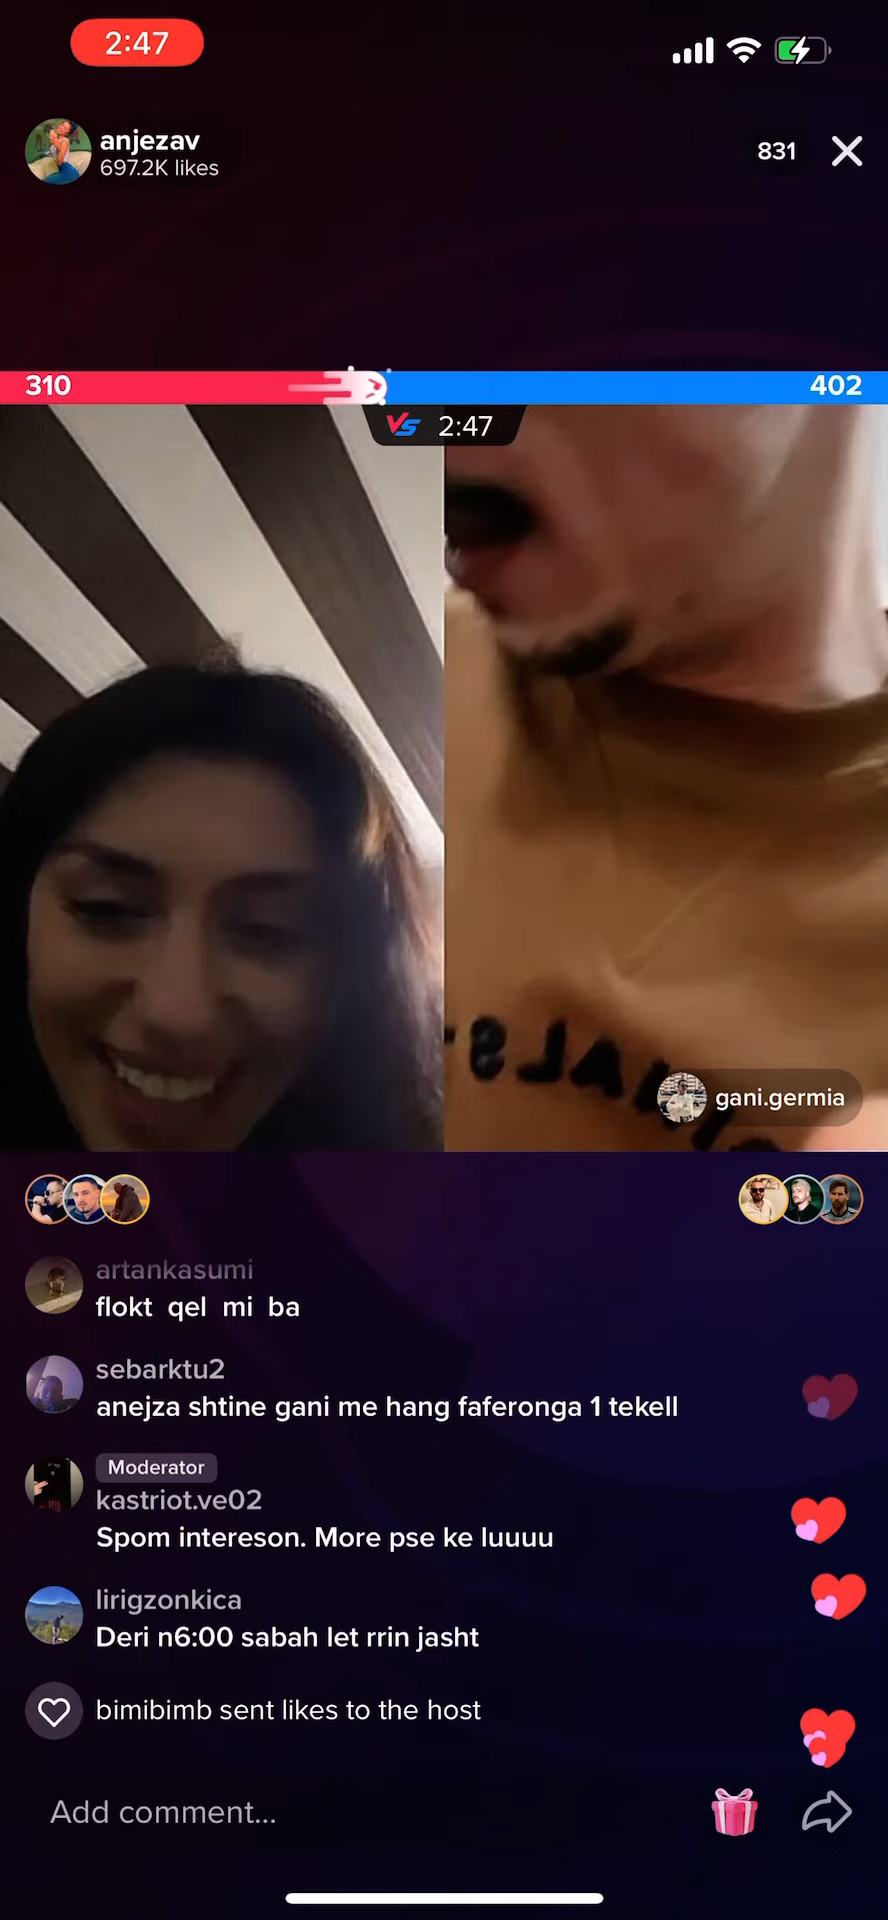 2:47
anjezav
697.2K likes
831
310
402
VS 2:47
gani.germia
artankasumi
flokt qel mi ba
sebarktu2
anejza shtine gani me hang faferonga 1 tekell
Moderator
kastriot.ve02
Spom intereson. More pse ke luuuu
lirigzonkica
Deri n6:00 sabah let rrin jasht
bimibimb sent likes to the host
Add comment...